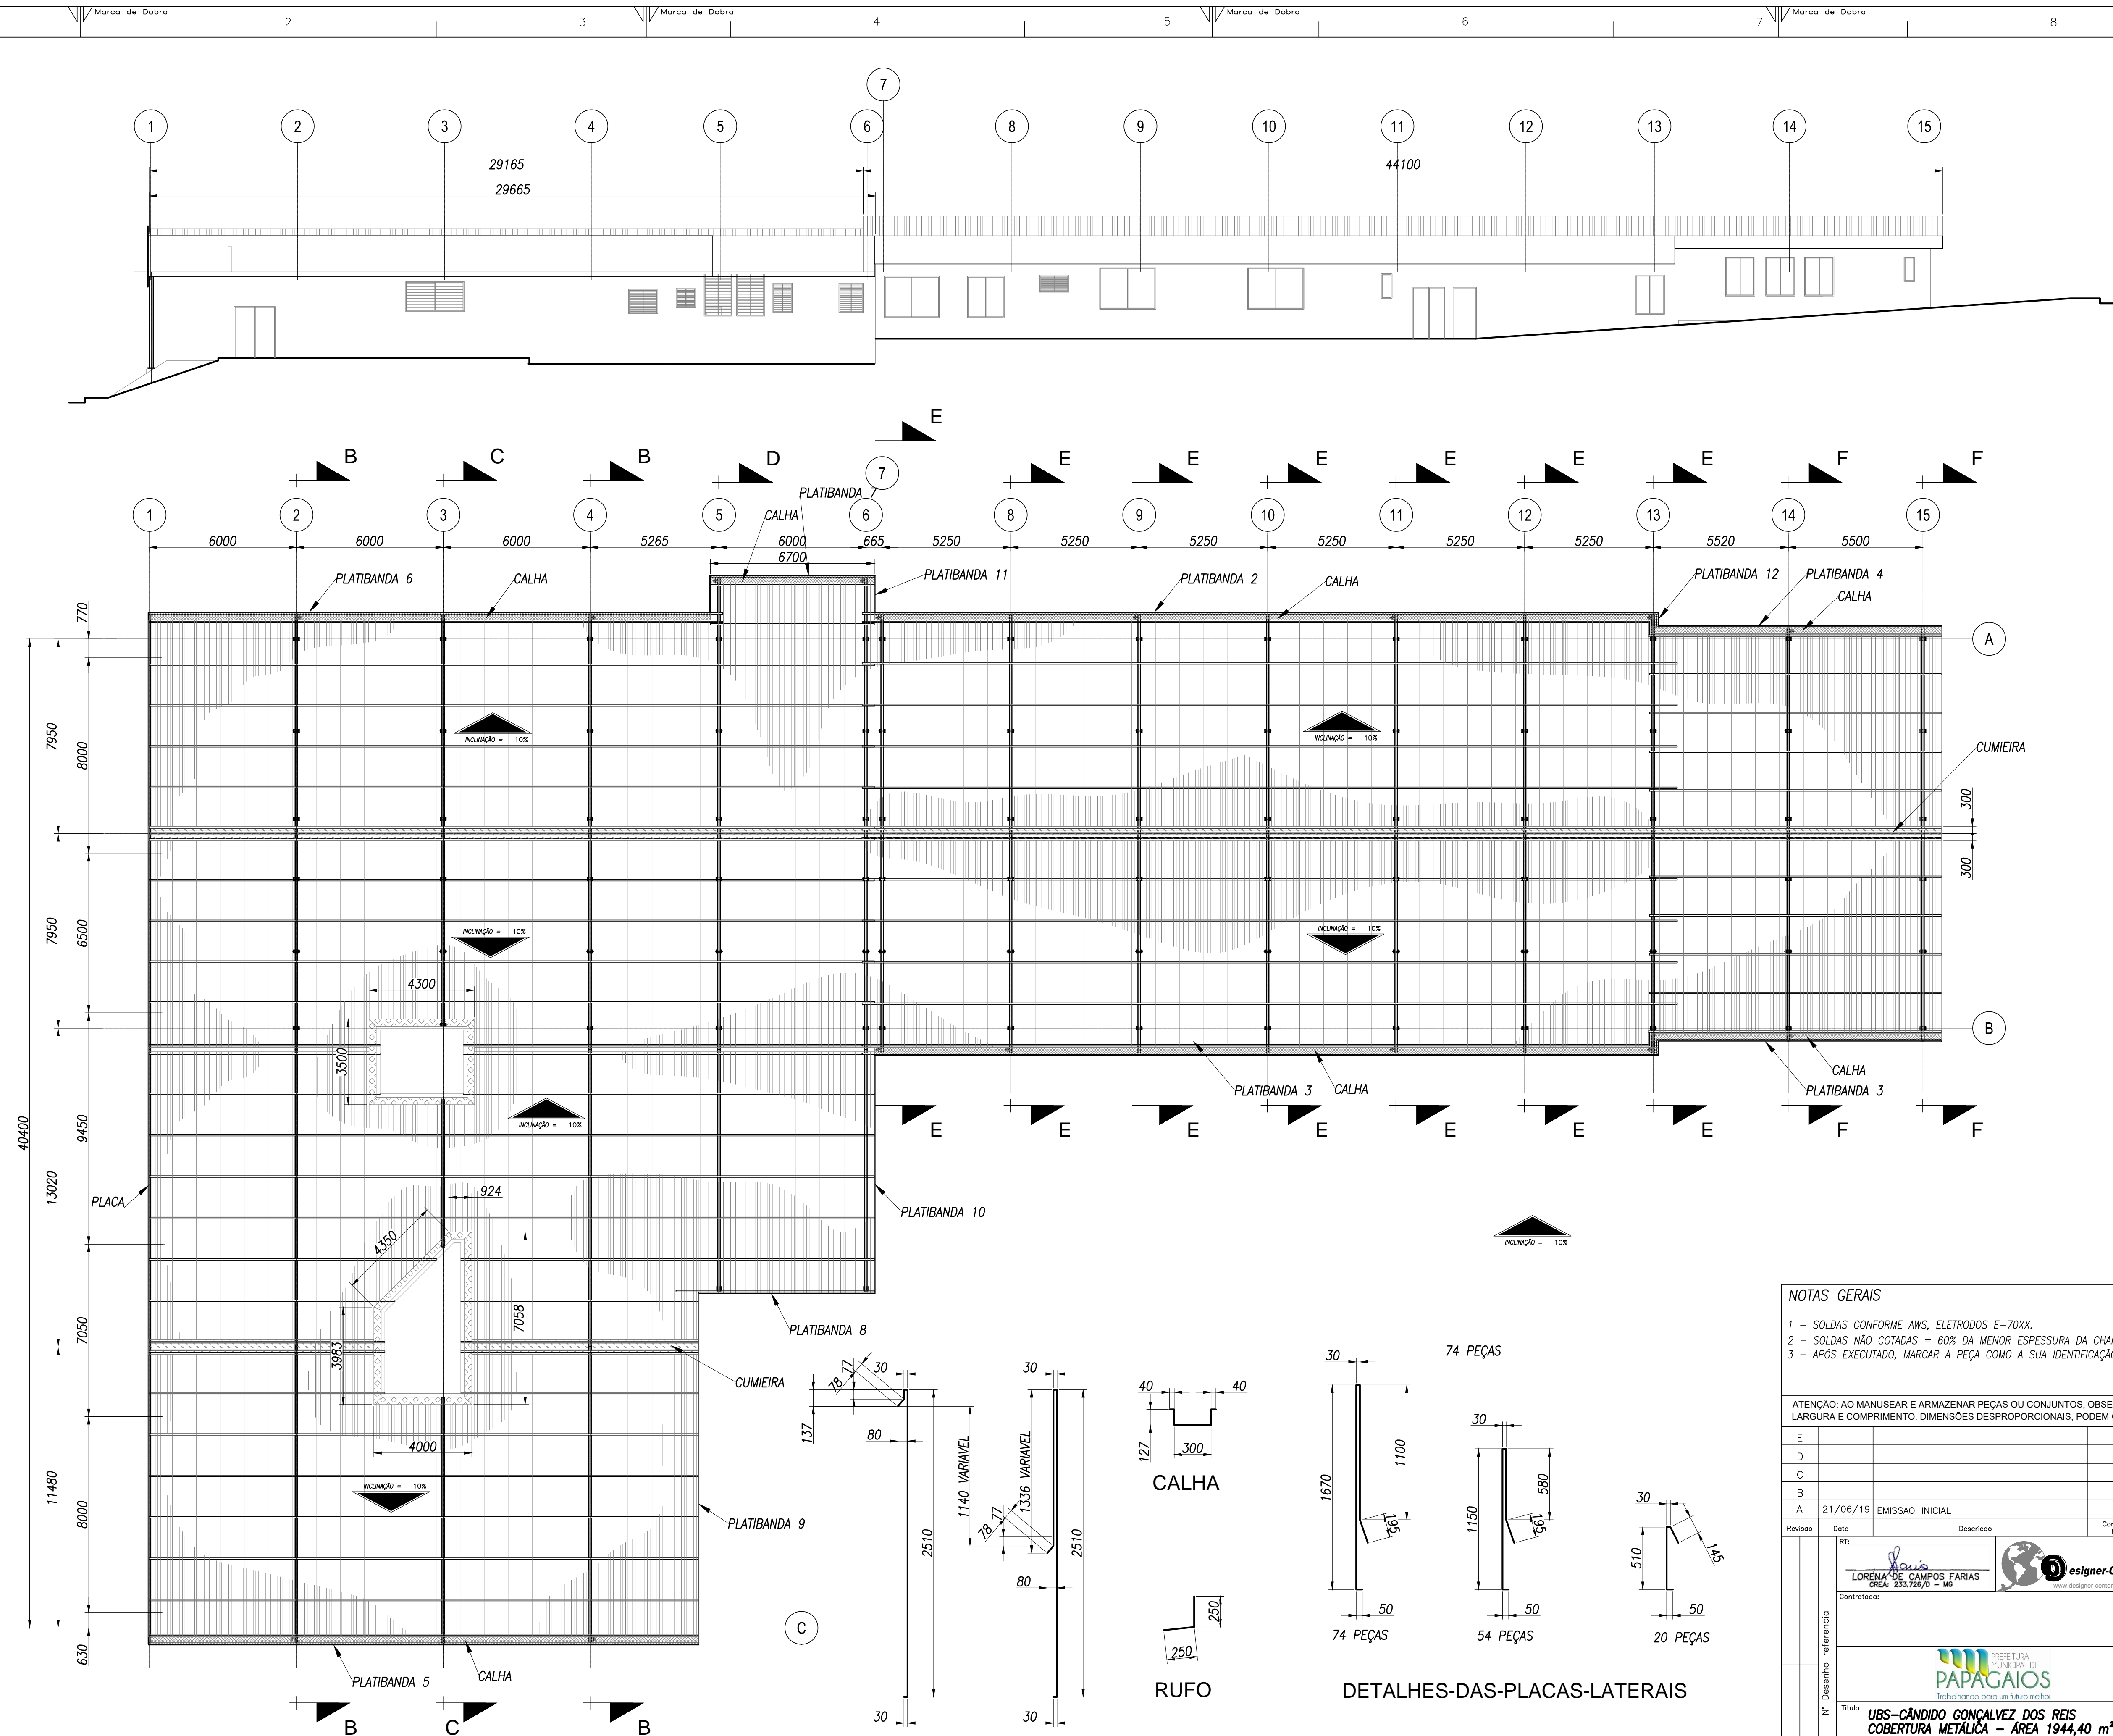 Marca de Dobra
Marca de Dobra
Marca de Dobra
Marca de Dobra
2 3 4 5 6 7 8
7
1 2 3 4 5 6 8 9 10 11 12 13 14 15
29165 44100
29665
E
B C B D E E E E E E F F
7
PLATIBANDA 7
1 2 3 4 5 CALHA 6 8 9 10 11 12 13 14 15
6000 6000 6000 5265 6000 665 5250 5250 5250 5250 5250 5250 5520 5500
6700
PLATIBANDA 6 CALHA PLATIBANDA 11 PLATIBANDA 2 CALHA PLATIBANDA 12 PLATIBANDA 4
CALHA
770
A
7950
8000
INCLINAÇÃO = 10%
INCLINAÇÃO = 10%
CUMIEIRA
300
300
7950
6500
INCLINAÇÃO = 10%
INCLINAÇÃO = 10%
4300
3500
B
CALHA
PLATIBANDA 3 CALHA PLATIBANDA 3
E E E E E E E F F
40400
9450
13020
INCLINAÇÃO = 10%
PLACA
924
4350
PLATIBANDA 10
INCLINAÇÃO = 10%
7058
7050
3983
PLATIBANDA 8
CUMIEIRA
4000
11480
8000
INCLINAÇÃO = 10%
PLATIBANDA 9
C
630
PLATIBANDA 5 CALHA
B C B
77
78
30
137
80
1140 VARIAVEL
2510
30
30
1336 VARIAVEL
77
78
80
2510
30
40 40
127
300
CALHA
250
250
RUFO
74 PEÇAS
30
1670
1100
195
50
74 PEÇAS
30
1150
580
195
50
54 PEÇAS
30
510
145
50
20 PEÇAS
DETALHES-DAS-PLACAS-LATERAIS
NOTAS GERAIS
1 - SOLDAS CONFORME AWS, ELETRODOS E-70XX.
2 - SOLDAS NÃO COTADAS = 60% DA MENOR ESPESSURA DA CHA
3 - APÓS EXECUTADO, MARCAR A PEÇA COMO A SUA IDENTIFICAÇÃ
ATENÇÃO: AO MANUSEAR E ARMAZENAR PEÇAS OU CONJUNTOS, OBSE
LARGURA E COMPRIMENTO. DIMENSÕES DESPROPORCIONAIS, PODEM
E
D
C
B
A 21/06/19 EMISSAO INICIAL
Revisao Data Descricao
RT:
LORENA DE CAMPOS FARIAS
CREA: 233.726/D - MG
esigner-C
www.designer-center
Contratada:
N° Desenho referencia
PREFEITURA
MUNICIPAL DE
PAPAGAIOS
Trabalhando para um futuro melhor
Titulo
UBS-CÂNDIDO GONÇALVEZ DOS REIS
COBERTURA METÁLICA - ÁREA 1944,40 m²